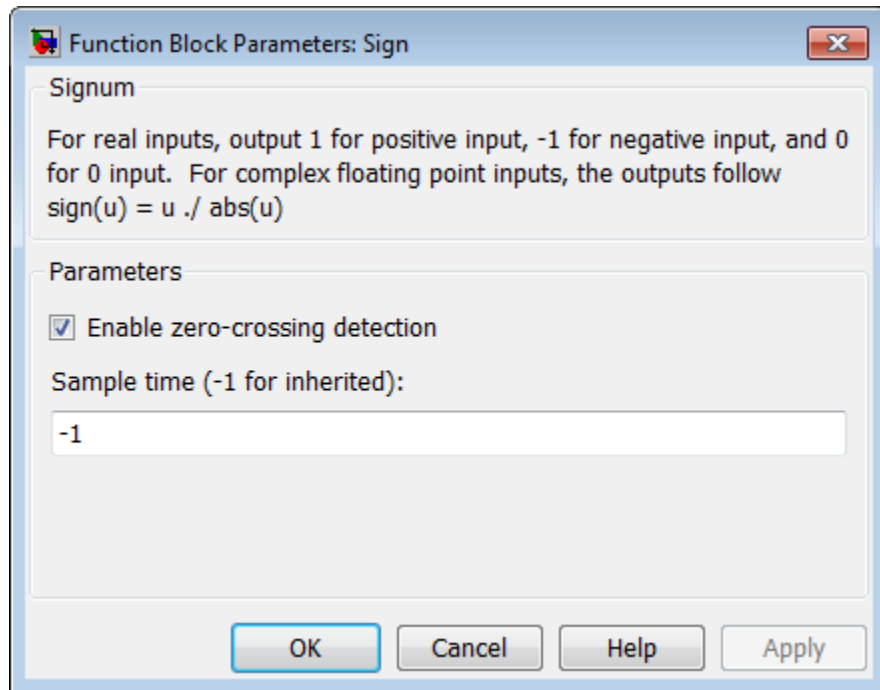 Function Block Parameters: Sign
Signum
For real inputs, output 1 for positive input, -1 for negative input, and 0
for 0 input.  For complex floating point inputs, the outputs follow
sign(u) = u ./ abs(u)
Parameters
Enable zero-crossing detection
Sample time (-1 for inherited):
-1
OK Cancel Help Apply